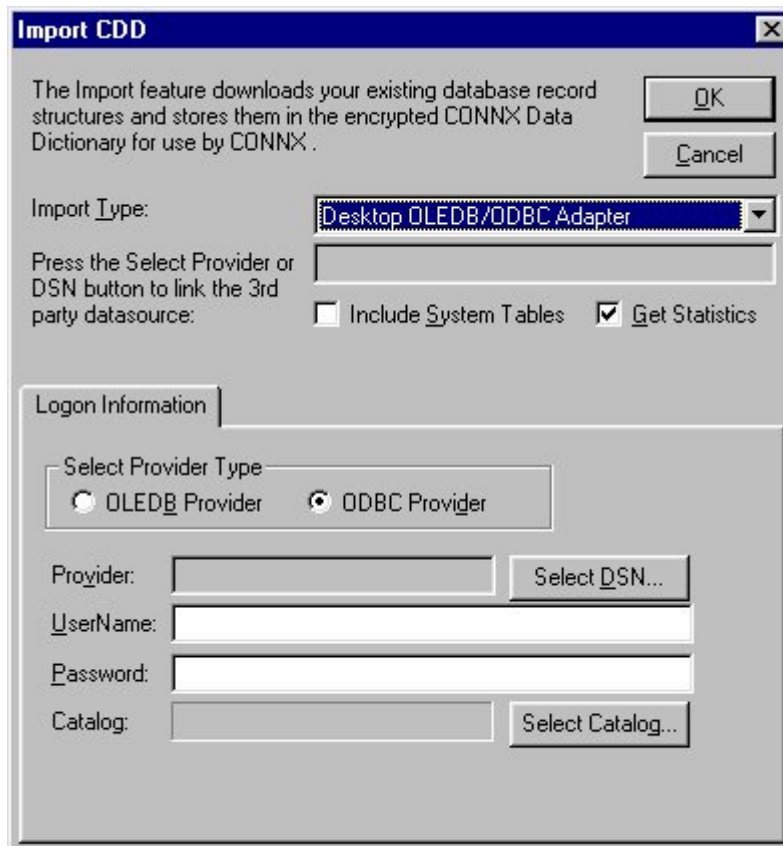 Import CDD
The Import feature downloads your existing database record
structures and stores them in the encrypted CONNX Data
Dictionary for use by CONNX .
OK
Cancel
Import Type:
Desktop OLEDB/ODBC Adapter
Press the Select Provider or
DSN button to link the 3rd
party datasource:
Include System Tables
Get Statistics
Logon Information
Select Provider Type
OLEDB Provider
ODBC Provider
Provider:
Select DSN...
UserName:
Password:
Catalog:
Select Catalog...